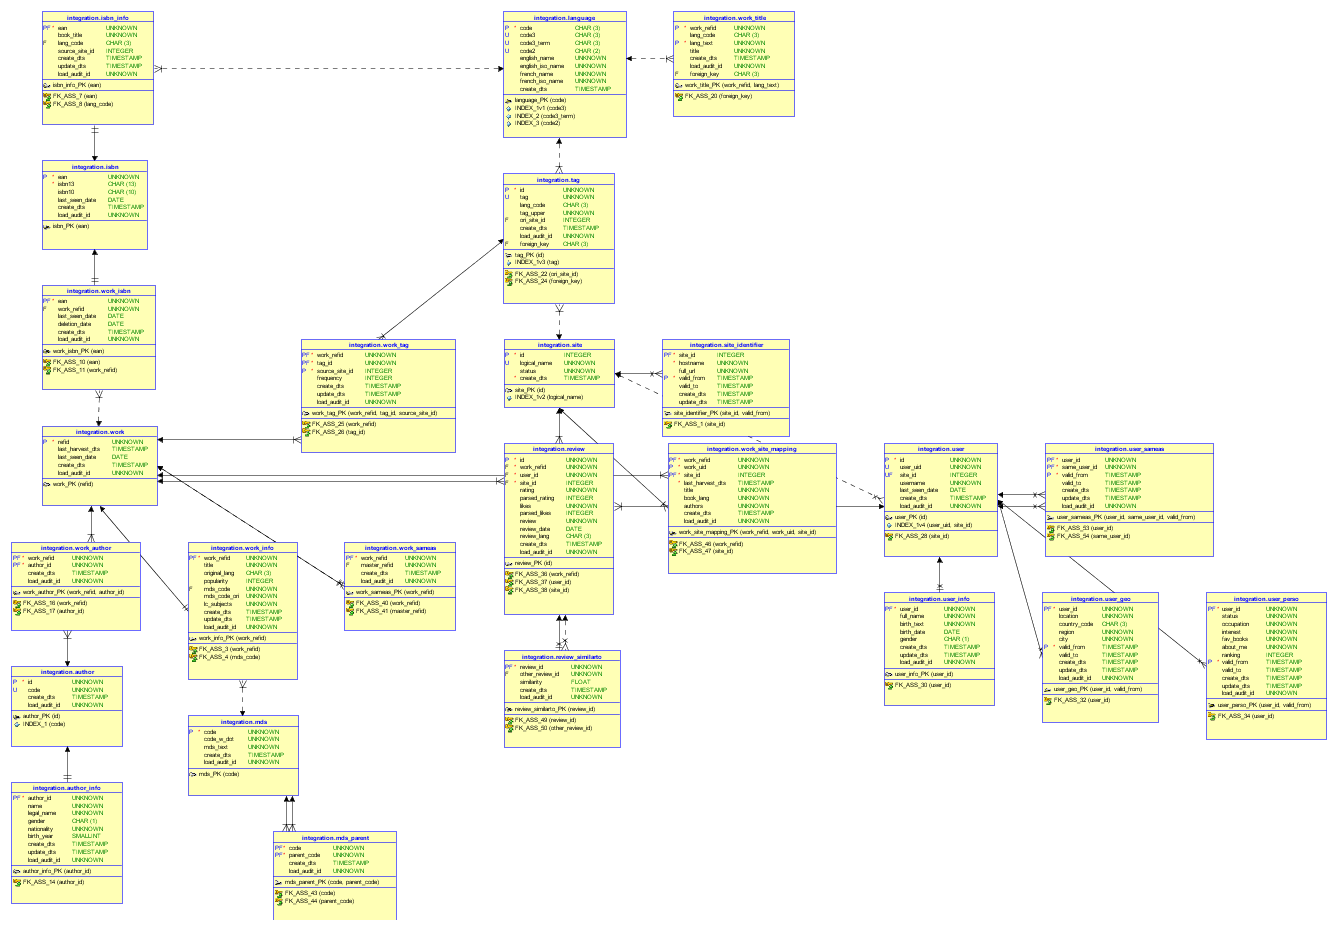 integration.isbn_info
PF * ean UNKNOWN
book_title UNKNOWN
F lang_code CHAR (3)
source_site_id INTEGER
create_dts TIMESTAMP
update_dts TIMESTAMP
load_audit_id UNKNOWN
isbn_info_PK (ean)
FK_ASS_7 (ean)
FK_ASS_8 (lang_code)
integration.language
P * code CHAR (3)
U code3 CHAR (3)
U code3_term CHAR (3)
U code2 CHAR (2)
english_name UNKNOWN
english_iso_name UNKNOWN
french_name UNKNOWN
french_iso_name UNKNOWN
create_dts TIMESTAMP
language_PK (code)
INDEX_1v1 (code3)
INDEX_2 (code3_term)
INDEX_3 (code2)
integration.work_title
P * work_refid UNKNOWN
lang_code CHAR (3)
P * lang_text UNKNOWN
title UNKNOWN
create_dts TIMESTAMP
load_audit_id UNKNOWN
F foreign_key CHAR (3)
work_title_PK (work_refid, lang_text)
FK_ASS_20 (foreign_key)
integration.isbn
P * ean UNKNOWN
* isbn13 CHAR (13)
isbn10 CHAR (10)
last_seen_date DATE
create_dts TIMESTAMP
load_audit_id UNKNOWN
isbn_PK (ean)
integration.tag
P * id UNKNOWN
U tag UNKNOWN
lang_code CHAR (3)
tag_upper UNKNOWN
F ori_site_id INTEGER
create_dts TIMESTAMP
load_audit_id UNKNOWN
F foreign_key CHAR (3)
tag_PK (id)
INDEX_1v3 (tag)
FK_ASS_22 (ori_site_id)
FK_ASS_24 (foreign_key)
integration.work_isbn
PF * ean UNKNOWN
F work_refid UNKNOWN
last_seen_date DATE
deletion_date DATE
create_dts TIMESTAMP
load_audit_id UNKNOWN
work_isbn_PK (ean)
FK_ASS_10 (ean)
FK_ASS_11 (work_refid)
integration.work_tag
PF * work_refid UNKNOWN
PF * tag_id UNKNOWN
P * source_site_id INTEGER
frequency INTEGER
create_dts TIMESTAMP
update_dts TIMESTAMP
load_audit_id UNKNOWN
work_tag_PK (work_refid, tag_id, source_site_id)
FK_ASS_25 (work_refid)
FK_ASS_26 (tag_id)
integration.site
P * id INTEGER
U logical_name UNKNOWN
status UNKNOWN
* create_dts TIMESTAMP
site_PK (id)
INDEX_1v2 (logical_name)
integration.site_identifier
PF * site_id INTEGER
* hostname UNKNOWN
full_url UNKNOWN
P * valid_from TIMESTAMP
valid_to TIMESTAMP
create_dts TIMESTAMP
update_dts TIMESTAMP
site_identifier_PK (site_id, valid_from)
FK_ASS_1 (site_id)
integration.work
P * refid UNKNOWN
last_harvest_dts TIMESTAMP
last_seen_date DATE
create_dts TIMESTAMP
load_audit_id UNKNOWN
work_PK (refid)
integration.review
P * id UNKNOWN
F * work_refid UNKNOWN
F * user_id UNKNOWN
F * site_id INTEGER
rating UNKNOWN
parsed_rating INTEGER
likes UNKNOWN
parsed_likes INTEGER
review UNKNOWN
review_date DATE
review_lang CHAR (3)
create_dts TIMESTAMP
load_audit_id UNKNOWN
review_PK (id)
FK_ASS_36 (work_refid)
FK_ASS_37 (user_id)
FK_ASS_38 (site_id)
integration.work_site_mapping
PF * work_refid UNKNOWN
P * work_uid UNKNOWN
PF * site_id INTEGER
* last_harvest_dts TIMESTAMP
title UNKNOWN
book_lang UNKNOWN
authors UNKNOWN
create_dts TIMESTAMP
load_audit_id UNKNOWN
work_site_mapping_PK (work_refid, work_uid, site_id)
FK_ASS_46 (work_refid)
FK_ASS_47 (site_id)
integration.user
P * id UNKNOWN
U user_uid UNKNOWN
UF site_id INTEGER
username UNKNOWN
last_seen_date DATE
create_dts TIMESTAMP
load_audit_id UNKNOWN
user_PK (id)
INDEX_1v4 (user_uid, site_id)
FK_ASS_28 (site_id)
integration.user_sameas
PF * user_id UNKNOWN
PF * same_user_id UNKNOWN
P * valid_from TIMESTAMP
valid_to TIMESTAMP
create_dts TIMESTAMP
update_dts TIMESTAMP
load_audit_id UNKNOWN
user_sameas_PK (user_id, same_user_id, valid_from)
FK_ASS_53 (user_id)
FK_ASS_54 (same_user_id)
integration.work_author
PF * work_refid UNKNOWN
PF * author_id UNKNOWN
create_dts TIMESTAMP
load_audit_id UNKNOWN
work_author_PK (work_refid, author_id)
FK_ASS_16 (work_refid)
FK_ASS_17 (author_id)
integration.work_info
PF * work_refid UNKNOWN
title UNKNOWN
original_lang CHAR (3)
popularity INTEGER
F mds_code UNKNOWN
mds_code_ori UNKNOWN
lc_subjects UNKNOWN
create_dts TIMESTAMP
update_dts TIMESTAMP
load_audit_id UNKNOWN
work_info_PK (work_refid)
FK_ASS_3 (work_refid)
FK_ASS_4 (mds_code)
integration.work_sameas
PF * work_refid UNKNOWN
F master_refid UNKNOWN
create_dts TIMESTAMP
load_audit_id UNKNOWN
work_sameas_PK (work_refid)
FK_ASS_40 (work_refid)
FK_ASS_41 (master_refid)
integration.user_info
PF * user_id UNKNOWN
full_name UNKNOWN
birth_text UNKNOWN
birth_date DATE
gender CHAR (1)
create_dts TIMESTAMP
update_dts TIMESTAMP
load_audit_id UNKNOWN
user_info_PK (user_id)
FK_ASS_30 (user_id)
integration.user_geo
PF * user_id UNKNOWN
location UNKNOWN
country_code CHAR (3)
region UNKNOWN
city UNKNOWN
P * valid_from TIMESTAMP
valid_to TIMESTAMP
create_dts TIMESTAMP
update_dts TIMESTAMP
load_audit_id UNKNOWN
user_geo_PK (user_id, valid_from)
FK_ASS_32 (user_id)
integration.user_perso
PF * user_id UNKNOWN
status UNKNOWN
occupation UNKNOWN
interest UNKNOWN
fav_books UNKNOWN
about_me UNKNOWN
ranking INTEGER
P * valid_from TIMESTAMP
valid_to TIMESTAMP
create_dts TIMESTAMP
update_dts TIMESTAMP
load_audit_id UNKNOWN
user_perso_PK (user_id, valid_from)
FK_ASS_34 (user_id)
integration.review_similarto
PF * review_id UNKNOWN
F * other_review_id UNKNOWN
similarity FLOAT
create_dts TIMESTAMP
load_audit_id UNKNOWN
review_similarto_PK (review_id)
FK_ASS_49 (review_id)
FK_ASS_50 (other_review_id)
integration.author
P * id UNKNOWN
U code UNKNOWN
create_dts TIMESTAMP
load_audit_id UNKNOWN
author_PK (id)
INDEX_1 (code)
integration.mds
P * code UNKNOWN
code_w_dot UNKNOWN
mds_text UNKNOWN
create_dts TIMESTAMP
load_audit_id UNKNOWN
mds_PK (code)
integration.author_info
PF * author_id UNKNOWN
name UNKNOWN
legal_name UNKNOWN
gender CHAR (1)
nationality UNKNOWN
birth_year SMALLINT
create_dts TIMESTAMP
update_dts TIMESTAMP
load_audit_id UNKNOWN
author_info_PK (author_id)
FK_ASS_14 (author_id)
integration.mds_parent
PF * code UNKNOWN
PF * parent_code UNKNOWN
create_dts TIMESTAMP
load_audit_id UNKNOWN
mds_parent_PK (code, parent_code)
FK_ASS_43 (code)
FK_ASS_44 (parent_code)